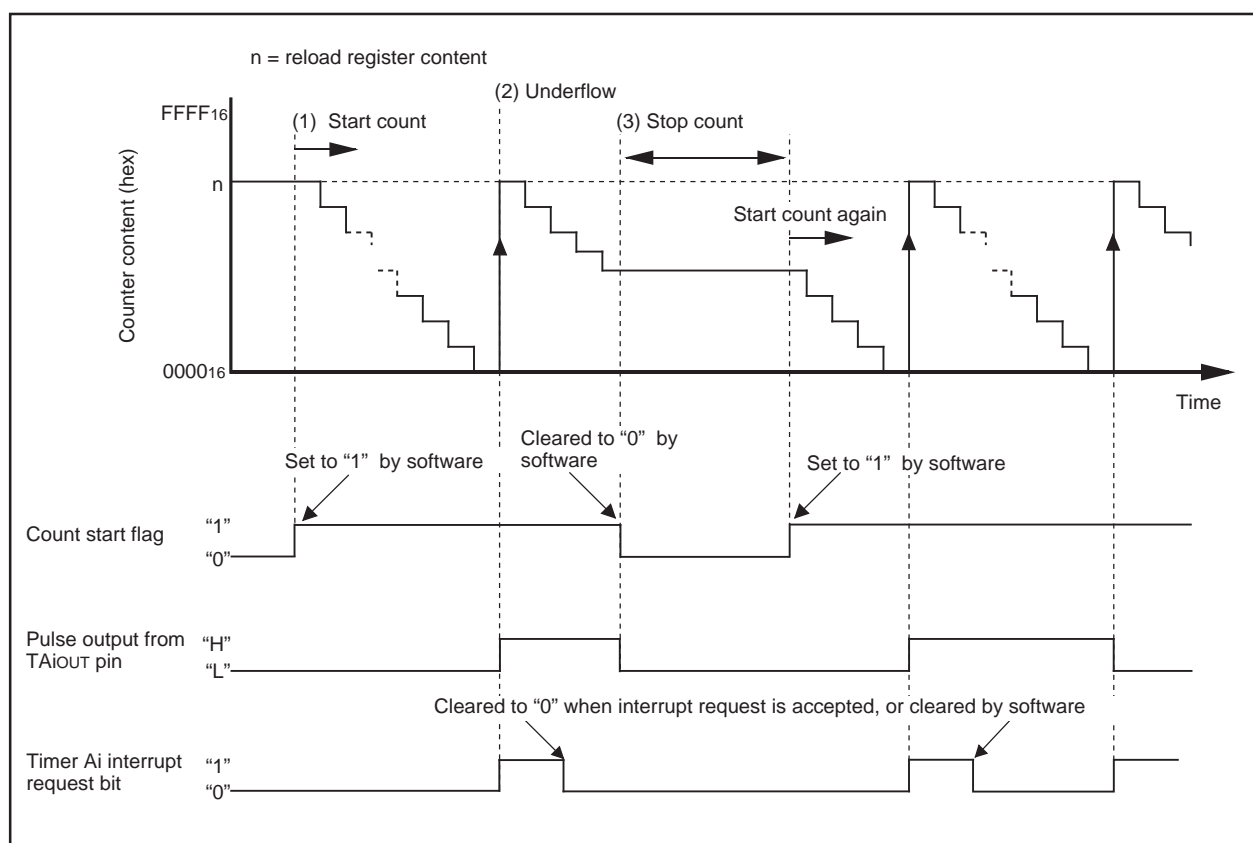 n = reload register content
(2) Underflow
FFFF16
(1) Start count
(3) Stop count
n
Start count again
Counter content (hex)
000016
Time
Cleared to “0” by
software
Set to “1” by software
Set to “1” by software
Count start flag
“1”
“0”
Pulse output from
TAiOUT pin
“H”
“L”
Cleared to “0” when interrupt request is accepted, or cleared by software
Timer Ai interrupt
request bit
“1”
“0”